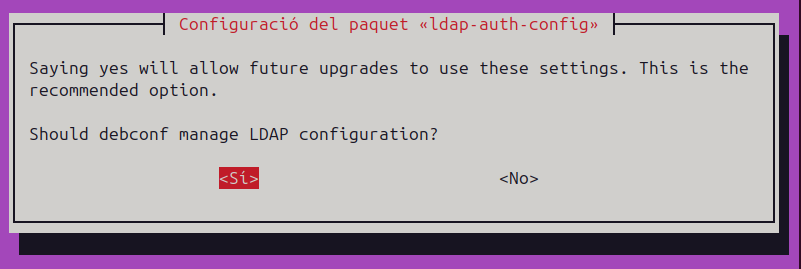 Configuració del paquet «ldap-auth-config»
Saying yes will allow future upgrades to use these settings. This is the
recommended option.
Should debconf manage LDAP configuration?
<Sí> <No>